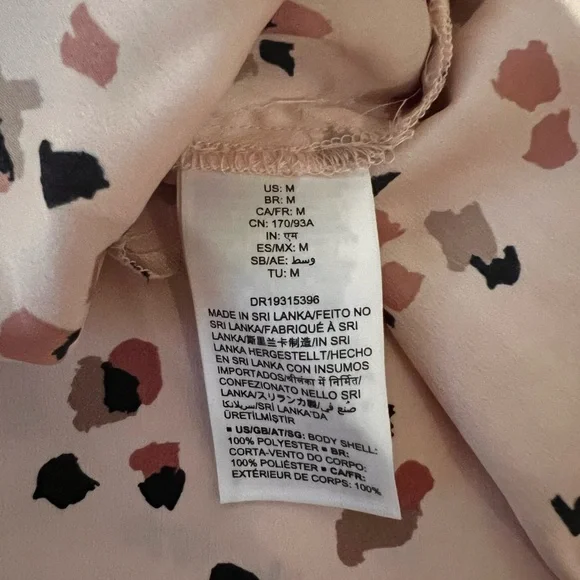 US: M
BR: M
CA/FR: M
CN: 170/93A
IN: एम
ES/MX: M
SB/AE: وسط
TU: M
DR19315396
MADE IN SRI LANKA/FEITO NO
SRI LANKA/FABRIQUÉ À SRI
LANKA/斯里兰卡制造/IN SRI
LANKA HERGESTELLT/HECHO
EN SRI LANKA CON INSUMOS
IMPORTADOS/श्रीलंका में निर्मित/
CONFEZIONATO NELLO SRI
LANKA/スリランカ製/صُنع في
سريلانكا/SRİ LANKA'DA
ÜRETİLMİŞTİR
■ US/GB/AT/SG: BODY SHELL:
100% POLYESTER ■ BR:
CORTA-VENTO DO CORPO:
100% POLIÉSTER ■ CA/FR:
EXTÉRIEUR DE CORPS: 100%